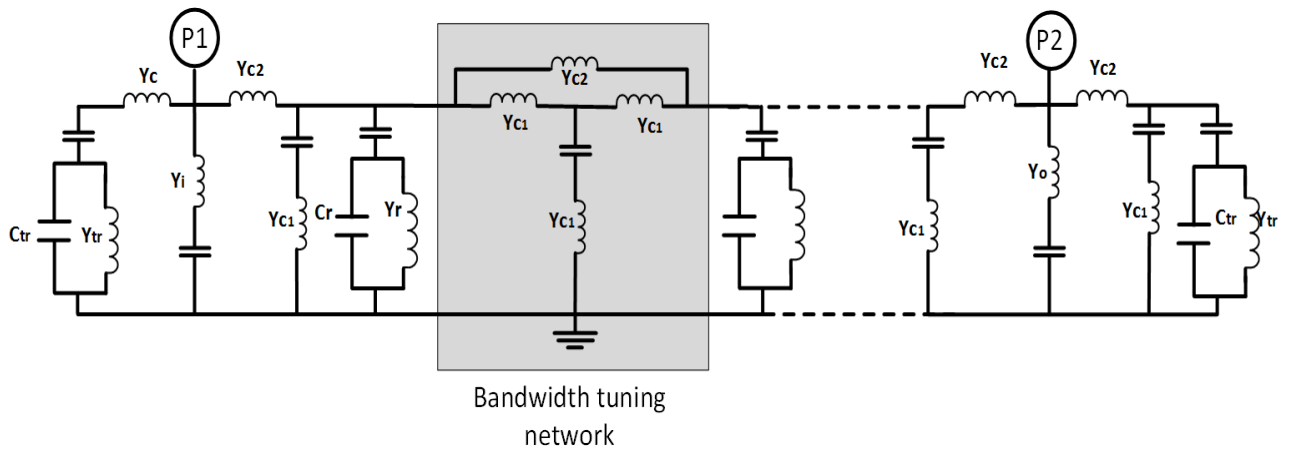 P1
P2
Yc
Yc2
Yc2
Yc2
Yc2
Yc1
Yc1
Yi
Yo
Ctr
Ytr
Yc1
Cr
Yr
Yc1
Yc1
Yc1
Ctr
Ytr
Bandwidth tuning
network